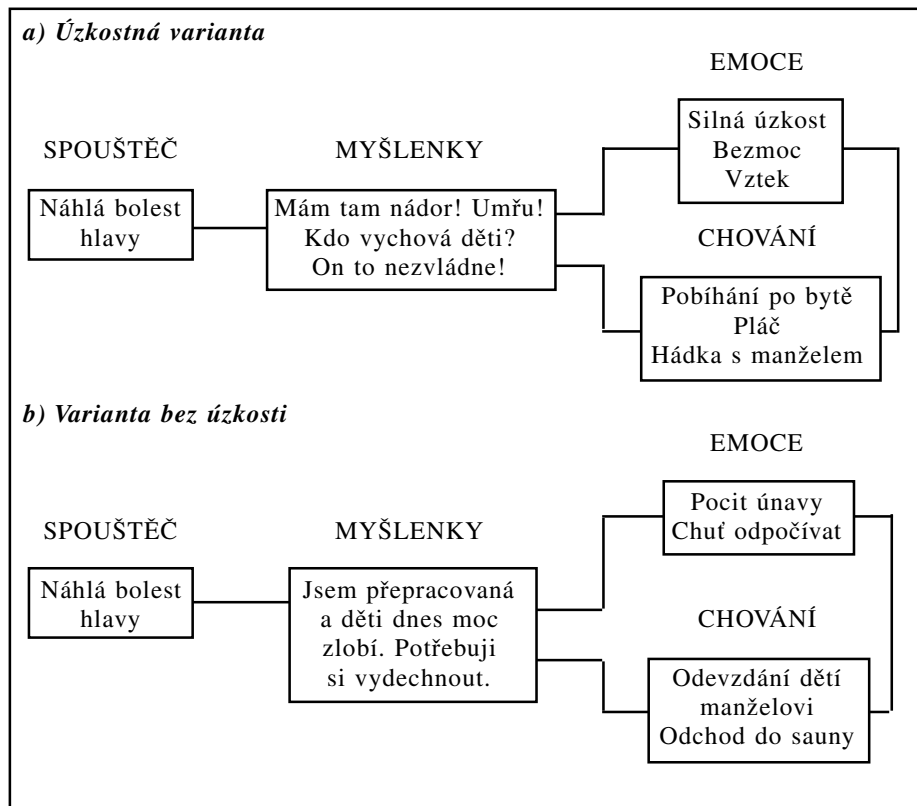 a) Úzkostná varianta
EMOCE
Silná úzkost
Bezmoc
Vztek
SPOUŠTĚČ
MYŠLENKY
Náhlá bolest
hlavy
Mám tam nádor! Umřu!
Kdo vychová děti?
On to nezvládne!
CHOVÁNÍ
Pobíhání po bytě
Pláč
Hádka s manželem
b) Varianta bez úzkosti
EMOCE
Pocit únavy
Chuť odpočívat
SPOUŠTĚČ
MYŠLENKY
Náhlá bolest
hlavy
Jsem přepracovaná
a děti dnes moc
zlobí. Potřebuji
si vydechnout.
CHOVÁNÍ
Odevzdání dětí
manželovi
Odchod do sauny